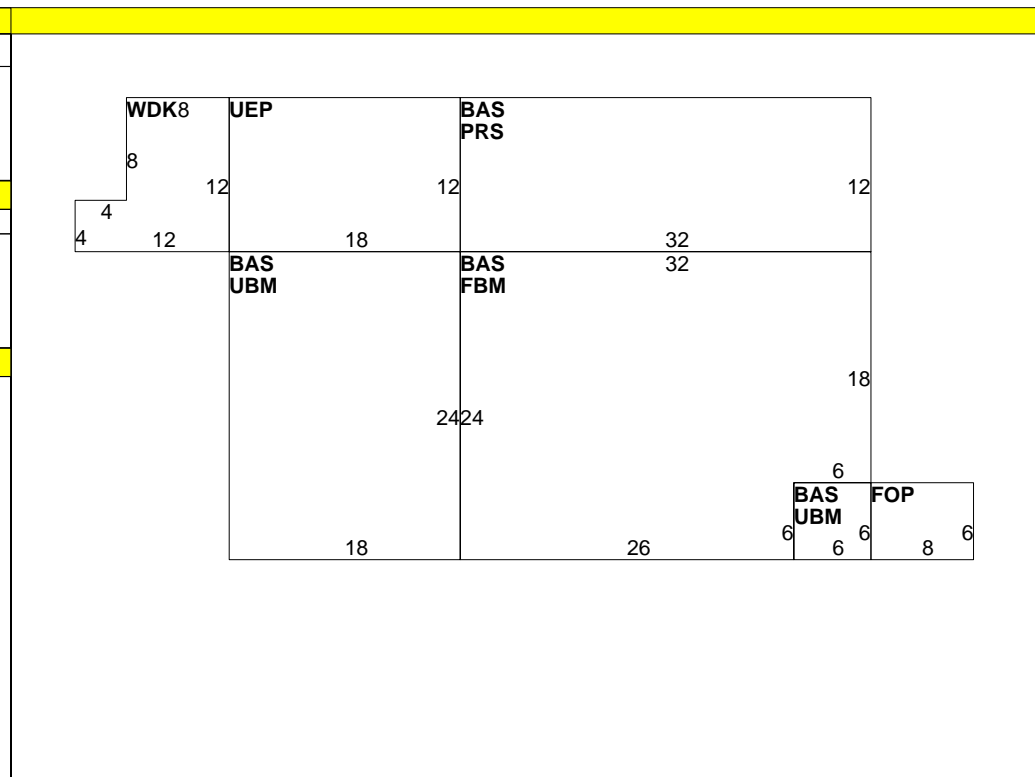 WDK8 UEP BAS
PRS
8
12 12 12
4
4 12 18 32
BAS BAS 32
UBM FBM
18
2424
6
BAS FOP
UBM
6 6 6
18 26 6 8